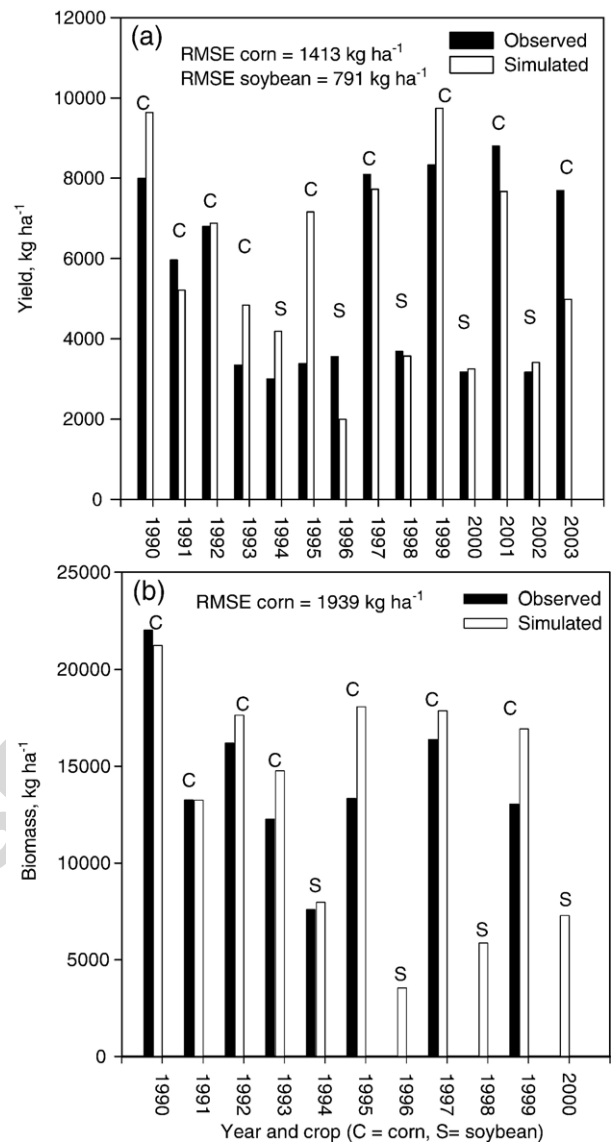 (a)
RMSE corn = 1413 kg ha⁻¹
RMSE soybean = 791 kg ha⁻¹
Observed
Simulated
Yield, kg ha⁻¹
12000
10000
8000
6000
4000
2000
0
C C C C S C S C S C S C S C
1990 1991 1992 1993 1994 1995 1996 1997 1998 1999 2000 2001 2002 2003
(b)
RMSE corn = 1939 kg ha⁻¹
Observed
Simulated
Biomass, kg ha⁻¹
25000
20000
15000
10000
5000
0
C C C C S C S C S C S
1990 1991 1992 1993 1994 1995 1996 1997 1998 1999 2000
Year and crop (C = corn, S= soybean)